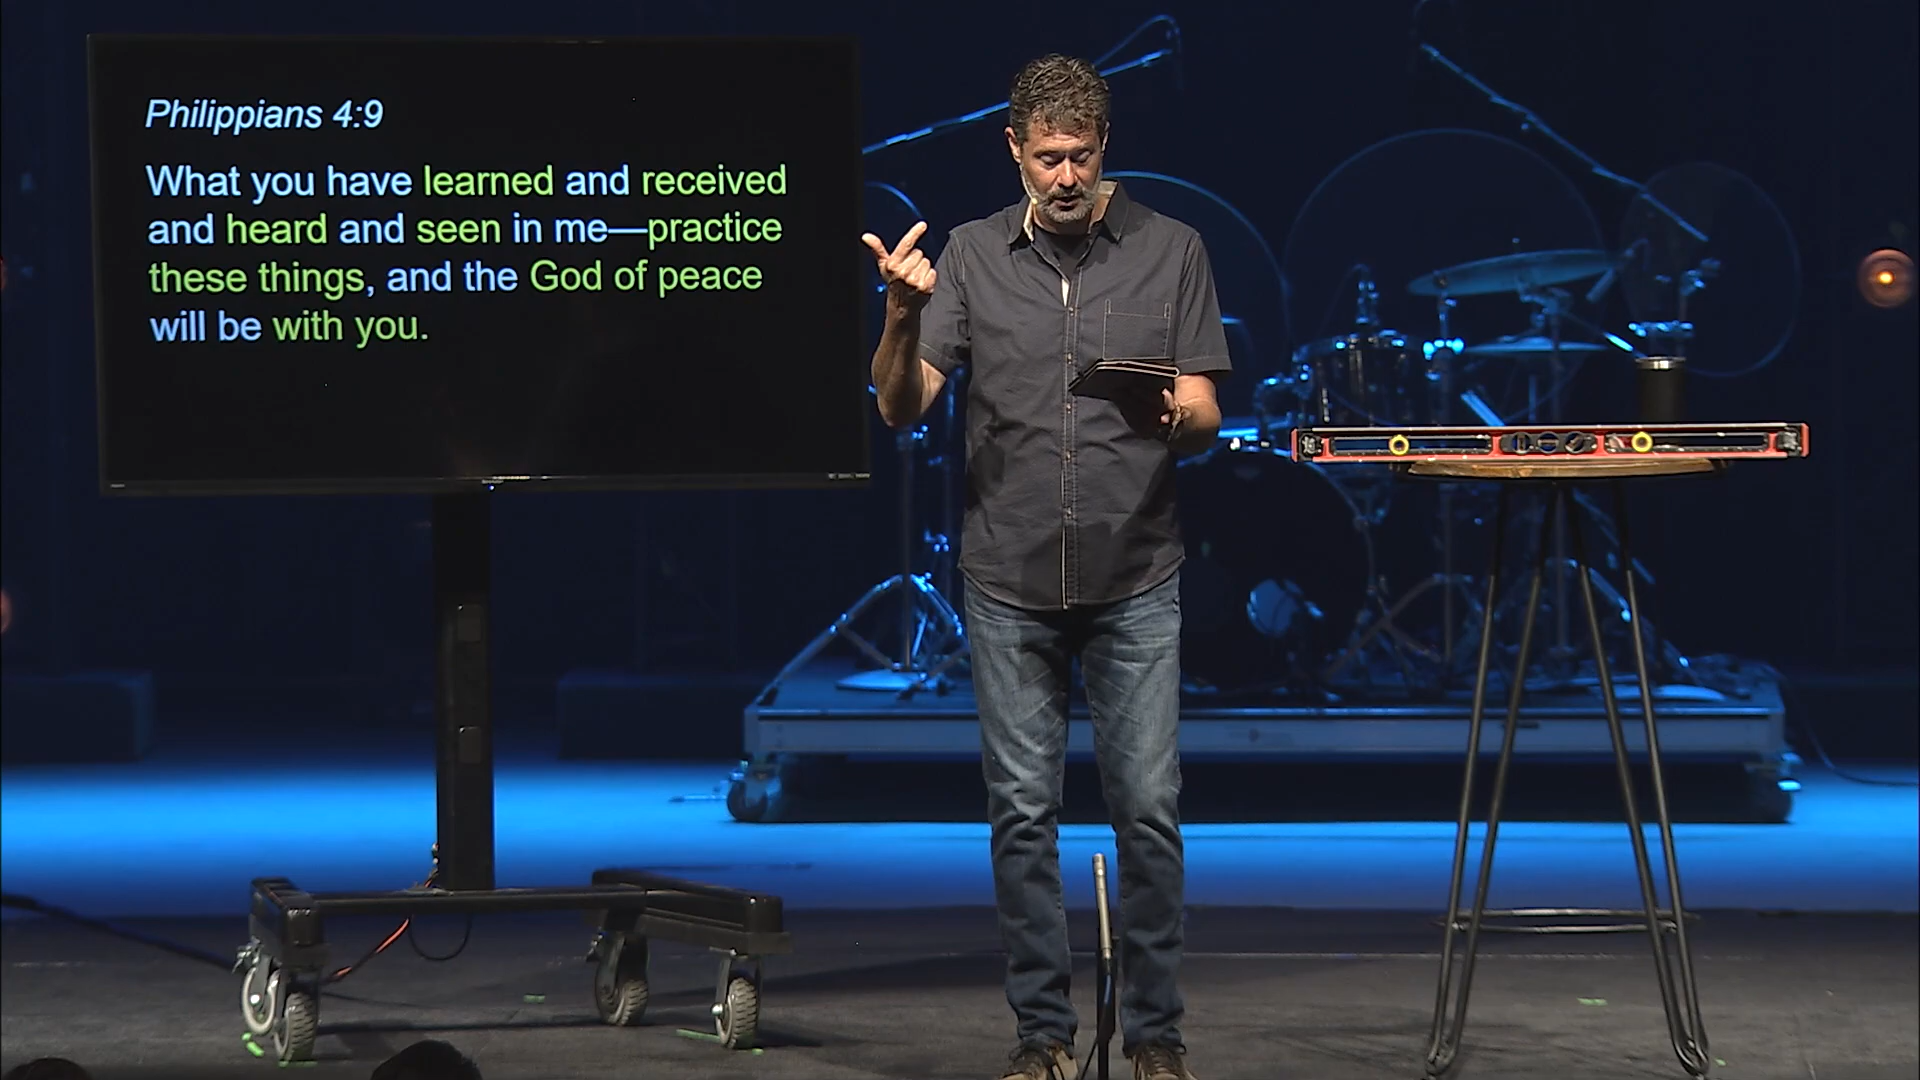 Philippians 4:9
What you have learned and received
and heard and seen in me—practice
these things, and the God of peace
will be with you.